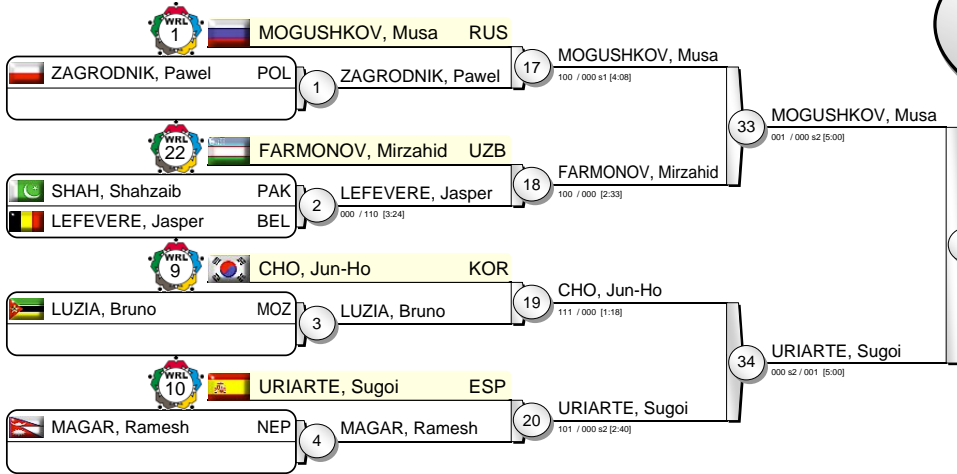 WRL 1 MOGUSHKOV, Musa RUS
ZAGRODNIK, Pawel POL
1 ZAGRODNIK, Pawel
17 MOGUSHKOV, Musa
100 / 000 s1 [4:08]
WRL 22 FARMONOV, Mirzahid UZB
SHAH, Shahzaib PAK
LEFEVERE, Jasper BEL
2 LEFEVERE, Jasper
000 / 110 [3:24]
18 FARMONOV, Mirzahid
100 / 000 [2:33]
33 MOGUSHKOV, Musa
001 / 000 s2 [5:00]
WRL 9 CHO, Jun-Ho KOR
LUZIA, Bruno MOZ
3 LUZIA, Bruno
19 CHO, Jun-Ho
111 / 000 [1:18]
WRL 10 URIARTE, Sugoi ESP
MAGAR, Ramesh NEP
4 MAGAR, Ramesh
20 URIARTE, Sugoi
101 / 000 s2 [2:40]
34 URIARTE, Sugoi
000 s2 / 001 [5:00]